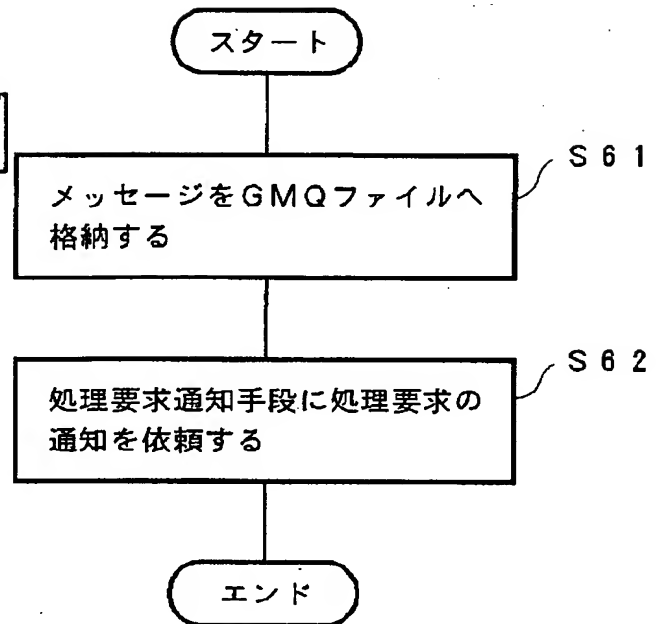 スタート
S61
メッセージをGMQファイルへ
格納する
S62
処理要求通知手段に処理要求の
通知を依頼する
エンド